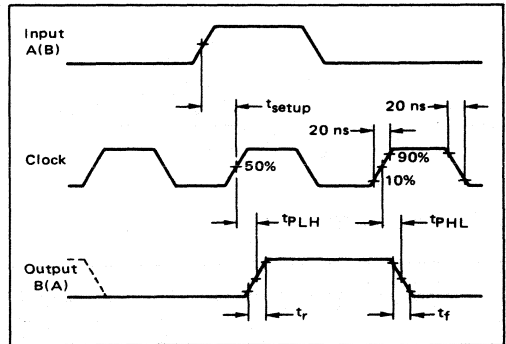 Input
A(B)
tsetup
20 ns
20 ns
Clock
50%
90%
10%
tPLH
tPHL
Output
B(A)
tr
tf